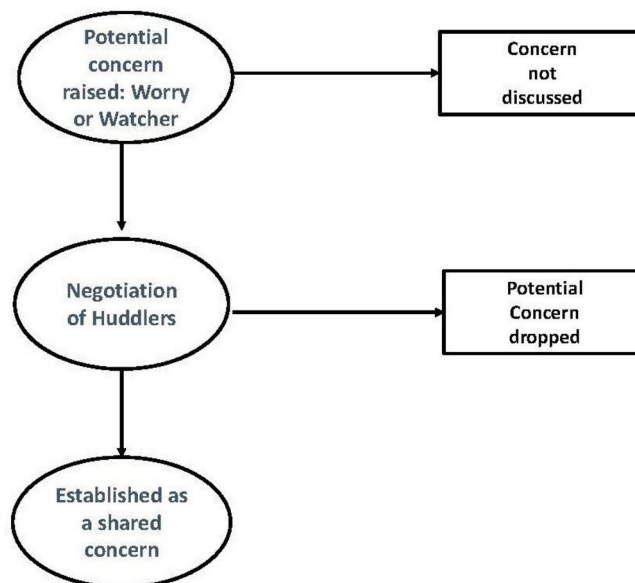 Potential
concern
raised: Worry
or Watcher
Concern
not
discussed
Negotiation
of Huddlers
Potential
Concern
dropped
Established as
a shared
concern